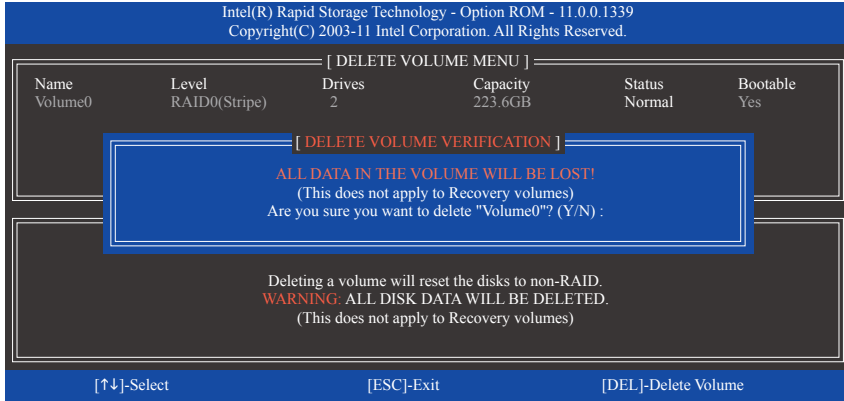 Intel(R) Rapid Storage Technology - Option ROM - 11.0.0.1339
Copyright(C) 2003-11 Intel Corporation. All Rights Reserved.
[ DELETE VOLUME MENU ]
Name Level Drives Capacity Status Bootable
Volume0 RAID0(Stripe) 2 223.6GB Normal Yes
[ DELETE VOLUME VERIFICATION ]
ALL DATA IN THE VOLUME WILL BE LOST!
(This does not apply to Recovery volumes)
Are you sure you want to delete "Volume0"? (Y/N) :
Deleting a volume will reset the disks to non-RAID.
WARNING: ALL DISK DATA WILL BE DELETED.
(This does not apply to Recovery volumes)
[↑↓]-Select [ESC]-Exit [DEL]-Delete Volume